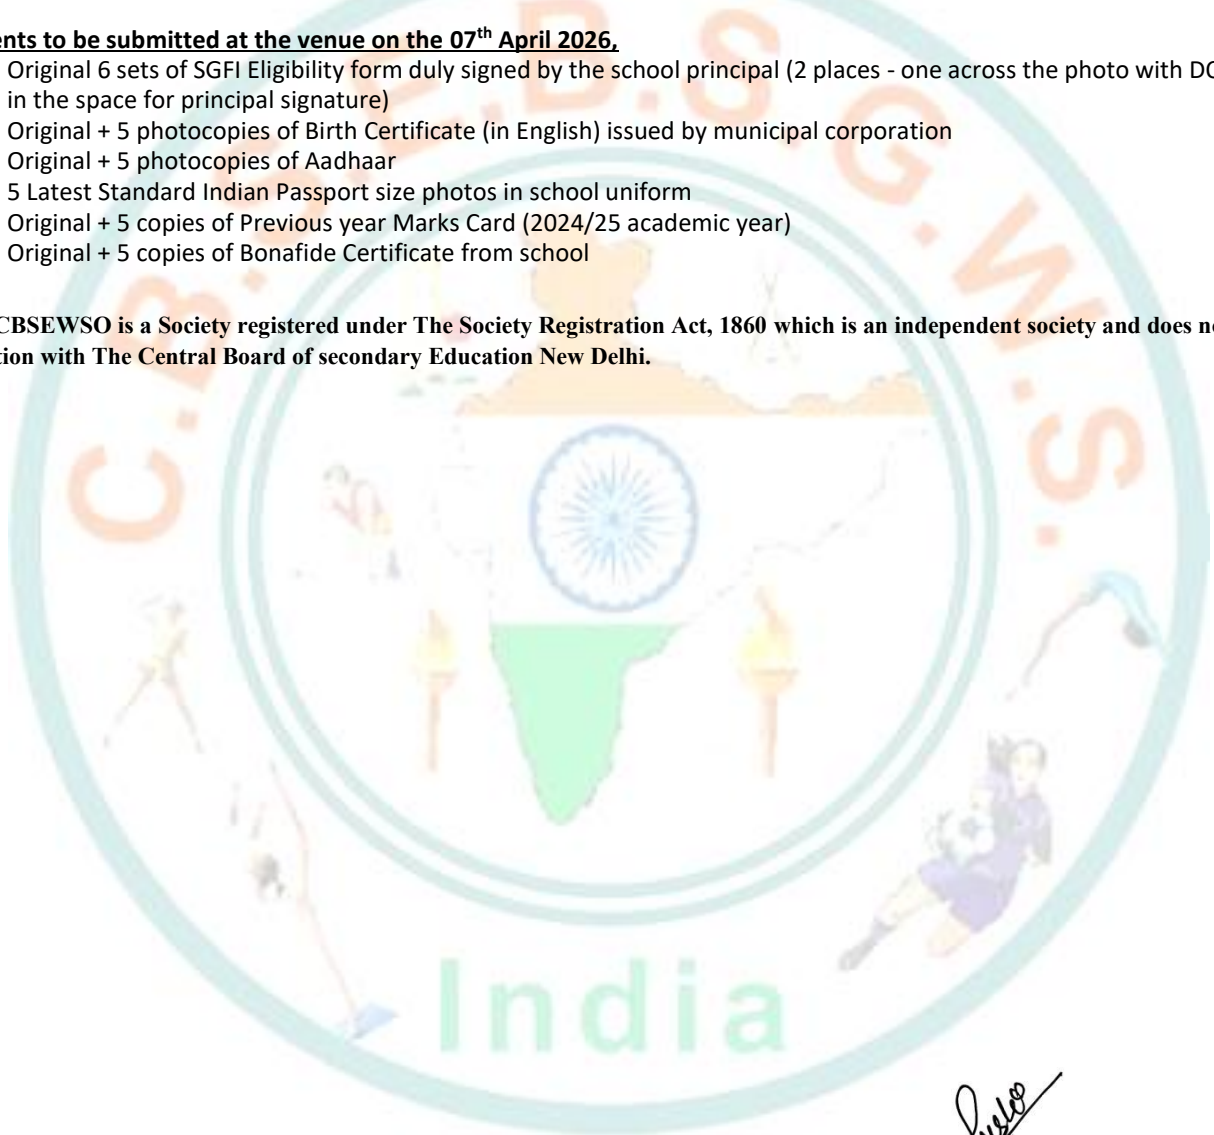 ents to be submitted at the venue on the 07th April 2026,
Original 6 sets of SGFI Eligibility form duly signed by the school principal (2 places - one across the photo with DO
in the space for principal signature)
Original + 5 photocopies of Birth Certificate (in English) issued by municipal corporation
Original + 5 photocopies of Aadhaar
5 Latest Standard Indian Passport size photos in school uniform
Original + 5 copies of Previous year Marks Card (2024/25 academic year)
Original + 5 copies of Bonafide Certificate from school
CBSEWSO is a Society registered under The Society Registration Act, 1860 which is an independent society and does n
tion with The Central Board of secondary Education New Delhi.
C.B.S.E.B.S.G.W.S.
India